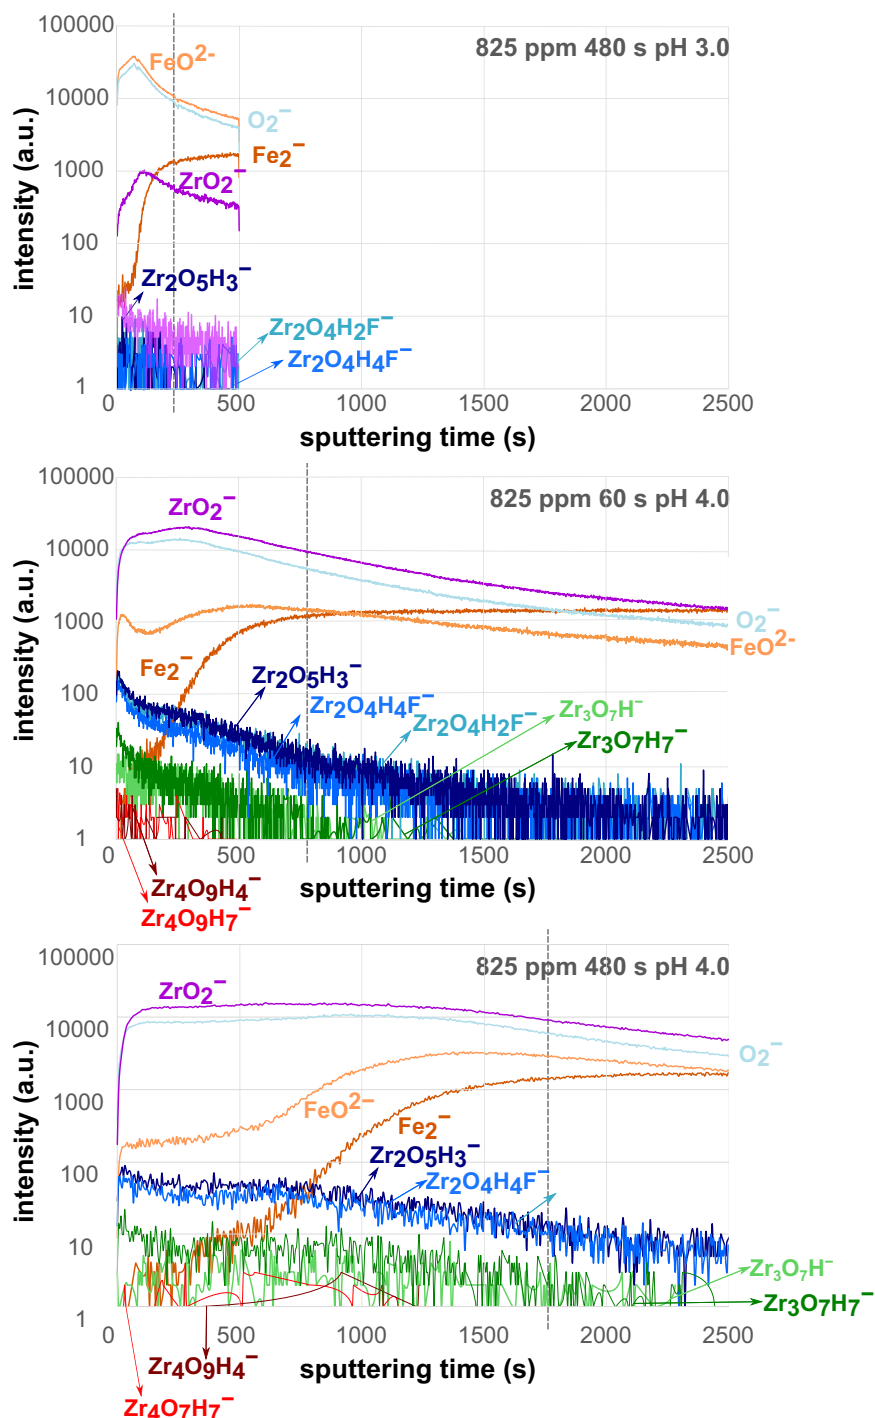 100000
825 ppm 480 s pH 3.0
FeO²⁻
10000
O₂⁻
Fe₂⁻
1000
ZrO₂⁻
100
Zr₂O₅H₃⁻
10
Zr₂O₄H₂F⁻
Zr₂O₄H₄F⁻
1
0 500 1000 1500 2000 2500
intensity (a.u.)
sputtering time (s)
100000
825 ppm 60 s pH 4.0
ZrO₂⁻
10000
1000
O₂⁻
FeO²⁻
Fe₂⁻
Zr₂O₅H₃⁻
100
Zr₂O₄H₄F⁻
Zr₂O₄H₂F⁻
Zr₃O₇H⁻
Zr₃O₇H₇⁻
10
1
0 500 1000 1500 2000 2500
intensity (a.u.)
Zr₄O₉H₄⁻
sputtering time (s)
Zr₄O₉H₇⁻
100000
825 ppm 480 s pH 4.0
ZrO₂⁻
10000
O₂⁻
1000
FeO²⁻
Fe₂⁻
Zr₂O₅H₃⁻
100
Zr₂O₄H₄F⁻
10
Zr₃O₇H⁻
Zr₃O₇H₇⁻
1
0 500 1000 1500 2000 2500
intensity (a.u.)
Zr₄O₉H₄⁻
sputtering time (s)
Zr₄O₇H₇⁻